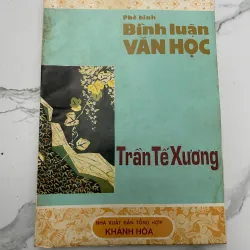 Phê bình
Bình luận
VĂN HỌC
Trần Tế Xương
NHÀ XUẤT BẢN TỔNG HỢP
KHÁNH HÒA